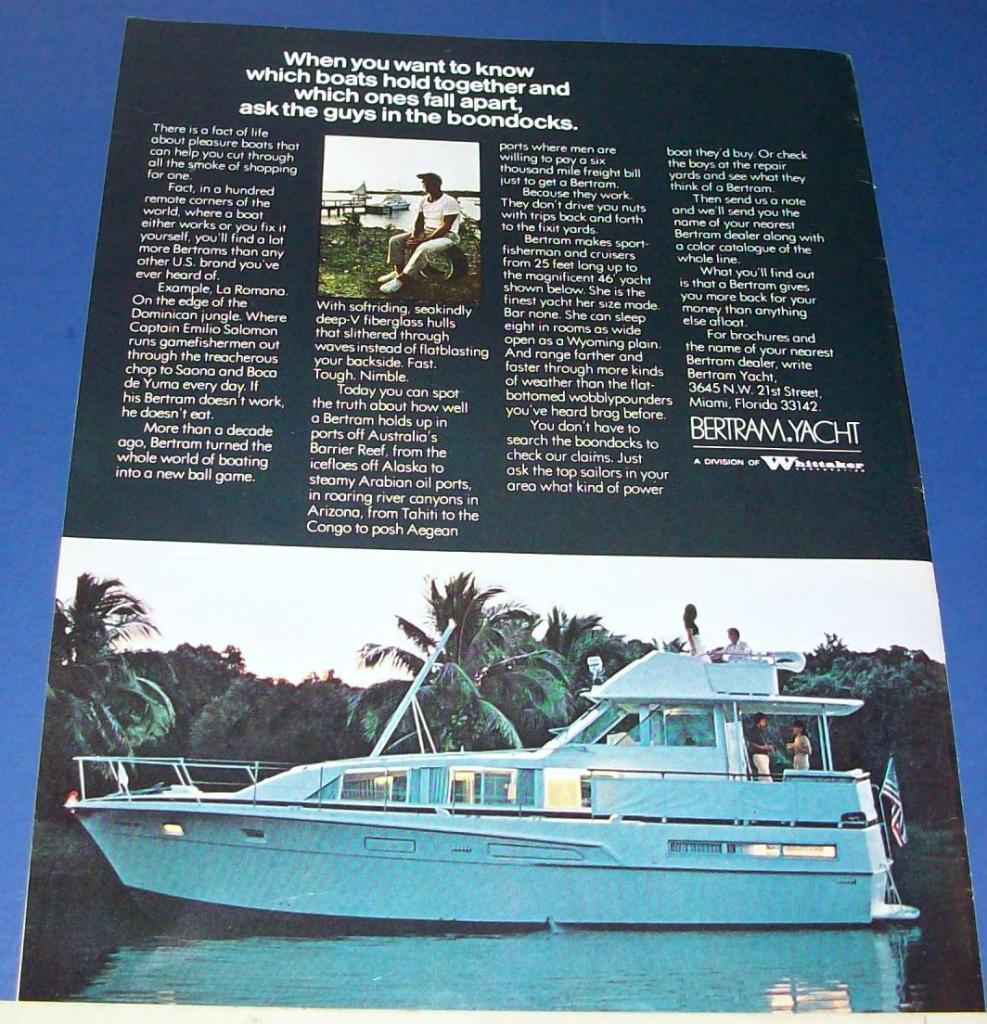 When you want to know
which boats hold together and
which ones fall apart,
ask the guys in the boondocks.
There is a fact of life
about pleasure boats that
can help you cut through
all the smoke of shopping
for one.
Fact, in a hundred
remote corners of the
world, where a boat
either works or you fix it
yourself, you'll find a lot
more Bertrams than any
other U.S. brand you've
ever heard of.
Example, La Romana.
On the edge of the
Dominican jungle. Where
Captain Emilio Salomon
runs gamefishermen out
through the treacherous
chop to Saona and Boca
de Yuma every day. If
his Bertram doesn't work,
he doesn't eat.
More than a decade
ago, Bertram turned the
whole world of boating
into a new ball game.
With softriding, seakindly
deep-V fiberglass hulls
that slithered through
waves instead of flatblasting
your backside. Fast.
Tough. Nimble.
Today you can spot
the truth about how well
a Bertram holds up in
ports off Australia's
Barrier Reef, from the
icefloes off Alaska to
steamy Arabian oil ports,
in roaring river canyons in
Arizona, from Tahiti to the
Congo to posh Aegean
ports where men are
willing to pay a six
thousand mile freight bill
just to get a Bertram.
Because they work.
They don't drive you nuts
with trips back and forth
to the fixit yards.
Bertram makes sport-
fisherman and cruisers
from 25 feet long up to
the magnificent 46' yacht
shown below. She is the
finest yacht her size made.
Bar none. She can sleep
eight in rooms as wide
open as a Wyoming plain.
And range farther and
faster through more kinds
of weather than the flat-
bottomed wobblypounders
you've heard brag before.
You don't have to
search the boondocks to
check our claims. Just
ask the top sailors in your
area what kind of power
boat they'd buy. Or check
the boys at the repair
yards and see what they
think of a Bertram.
Then send us a note
and we'll send you the
name of your nearest
Bertram dealer along with
a color catalogue of the
whole line.
What you'll find out
is that a Bertram gives
you more back for your
money than anything
else afloat.
For brochures and
the name of your nearest
Bertram dealer, write
Bertram Yacht,
3645 N.W. 21st Street,
Miami, Florida 33142.
BERTRAM.YACHT
A DIVISION OF Whittaker
CORPORATION